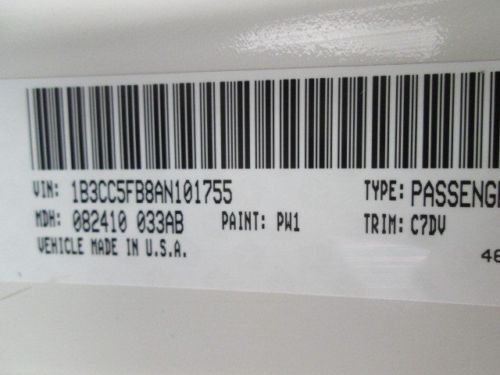 VIN: 1B3CC5FB8AN101755 TYPE: PASSENG
MDH: 082410 033AB PAINT: PW1 TRIM: C7DV
VEHICLE MADE IN U.S.A. 48